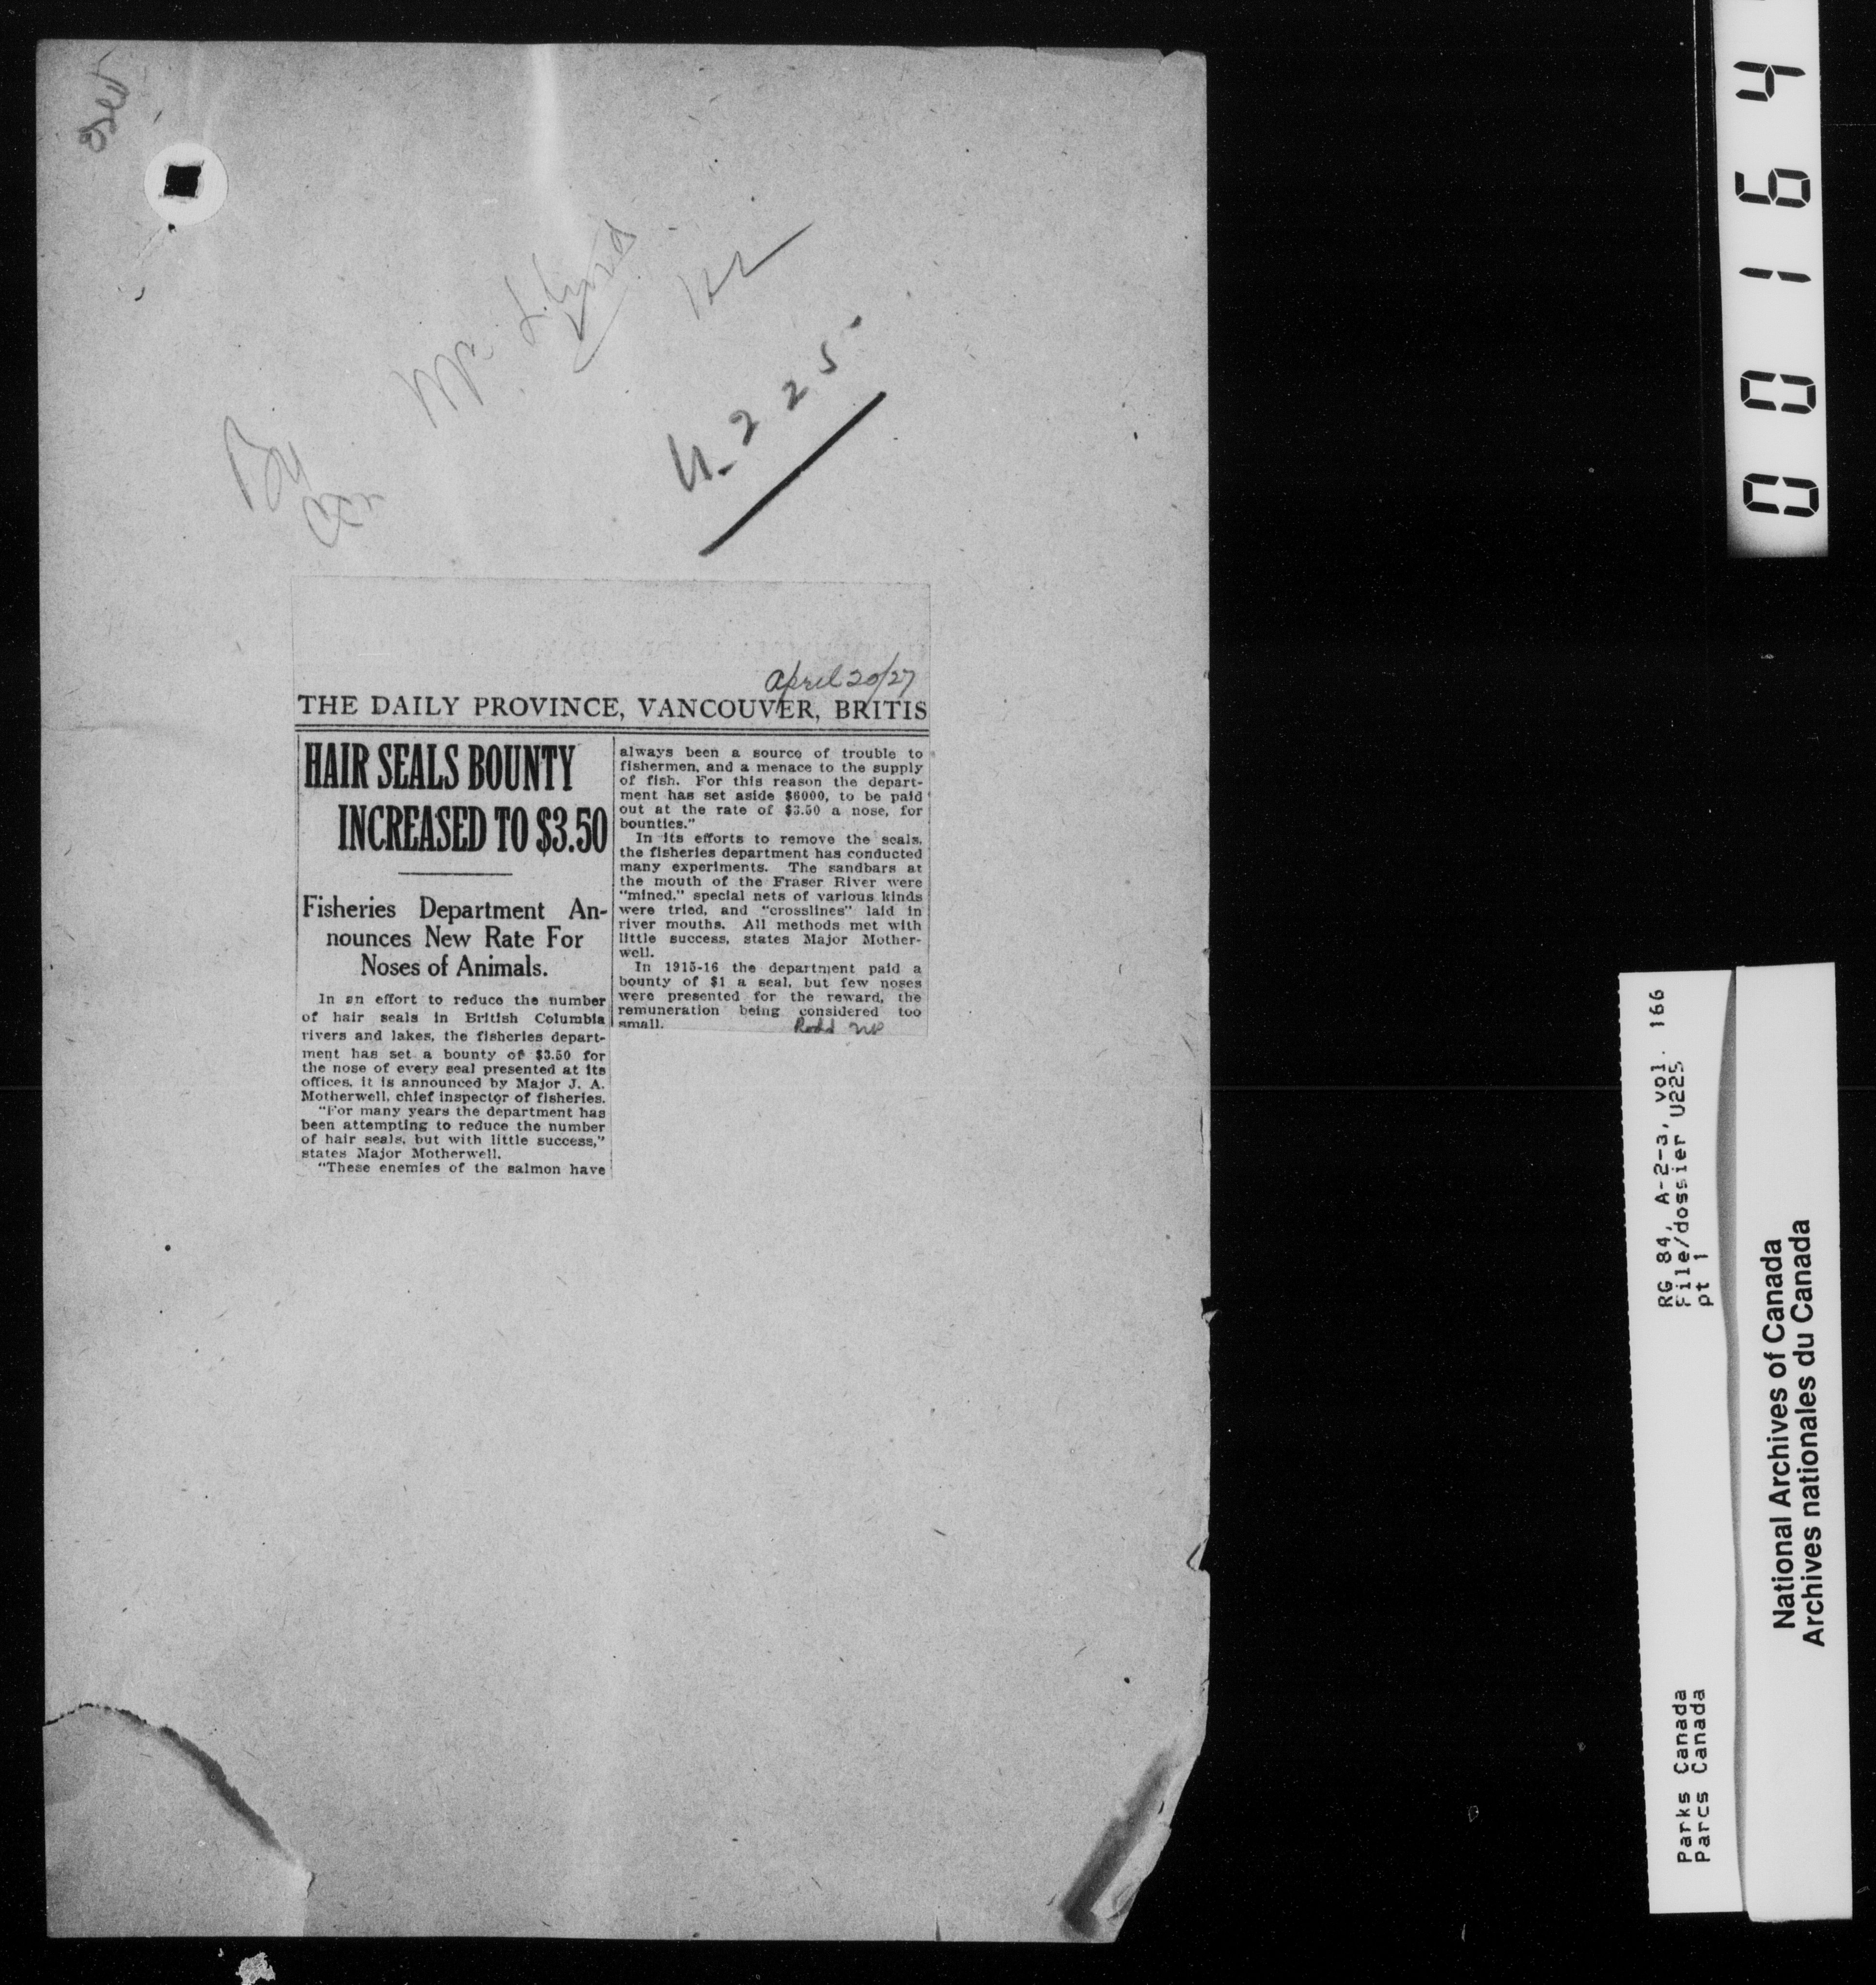 Mr.
U-225
April 20/27
THE DAILY PROVINCE, VANCOUVER, BRITIS
HAIR SEALS BOUNTY
INCREASED TO $3.50
Fisheries Department An-
nounces New Rate For
Noses of Animals.
In an effort to reduce the number
of hair seals in British Columbia
rivers and lakes, the fisheries depart-
ment has set a bounty of $3.50 for
the nose of every seal presented at its
offices, it is announced by Major J. A.
Motherwell, chief inspector of fisheries.
"For many years the department has
been attempting to reduce the number
of hair seals, but with little success,"
states Major Motherwell.
"These enemies of the salmon have
always been a source of trouble to
fishermen, and a menace to the supply
of fish. For this reason the depart-
ment has set aside $6000, to be paid
out at the rate of $3.50 a nose, for
bounties."
In its efforts to remove the seals,
the fisheries department has conducted
many experiments. The sandbars at
the mouth of the Fraser River were
"mined," special nets of various kinds
were tried, and "crosslines" laid in
river mouths. All methods met with
little success, states Major Mother-
well.
In 1915-16 the department paid a
bounty of $1 a seal, but few noses
were presented for the reward, the
remuneration being considered too
small.
Rodd
00164
RG 84, A-2-3, vol. 166
File/dossier U225
pt 1
Parks Canada
Parcs Canada
National Archives of Canada
Archives nationales du Canada